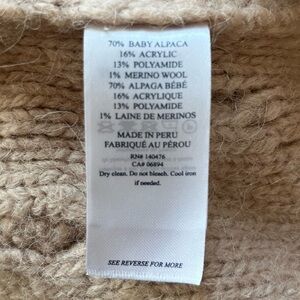 70% BABY ALPACA
16% ACRYLIC
13% POLYAMIDE
1% MERINO WOOL
70% ALPAGA BÉBÉ
16% ACRYLIQUE
13% POLYAMIDE
1% LAINE DE MERINOS
MADE IN PERU
FABRIQUÉ AU PÉROU
RN# 140476
CA# 06894
Dry clean. Do not bleach. Cool iron
if needed.
SEE REVERSE FOR MORE